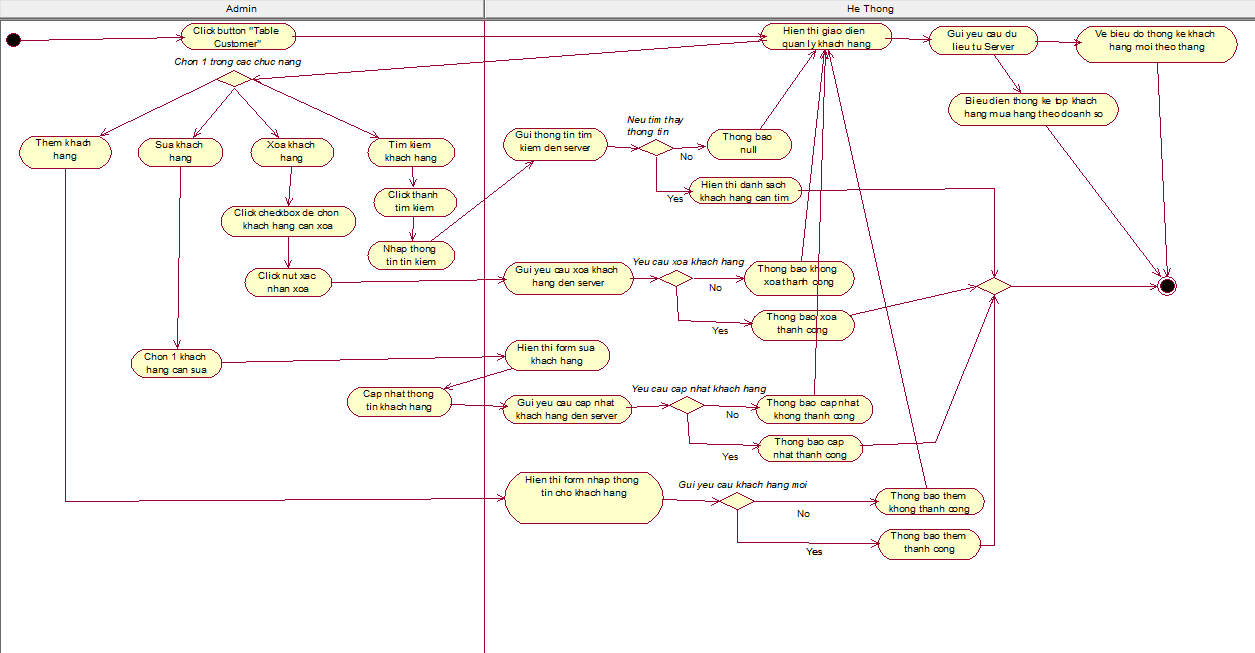 Admin
He Thong
Click button "Table
Customer"
Hien thi giao dien
quan ly khach hang
Gui yeu cau du
lieu tu Server
Ve bieu do thong ke khach
hang moi theo thang
Chon 1 trong cac chuc nang
Bieu dien thong ke top khach
hang mua hang theo doanh so
Them khach
hang
Sua khach
hang
Xoa khach
hang
Tim kiem
khach hang
Gui thong tin tim
kiem den server
Neu tim thay
thong tin
No
Thong bao
null
Yes
Hien thi danh sach
khach hang can tim
Click thanh
tim kiem
Click checkbox de chon
khach hang can xoa
Nhap thong
tin tin kiem
Click nut xac
nhan xoa
Gui yeu cau xoa khach
hang den server
Yeu cau xoa khach hang
No
Thong bao khong
xoa thanh cong
Yes
Thong bao xoa
thanh cong
Chon 1 khach
hang can sua
Hien thi form sua
khach hang
Cap nhat thong
tin khach hang
Gui yeu cau cap nhat
khach hang den server
Yeu cau cap nhat khach hang
No
Thong bao cap nhat
khong thanh cong
Yes
Thong bao cap
nhat thanh cong
Hien thi form nhap thong
tin cho khach hang
Gui yeu cau khach hang moi
No
Thong bao them
khong thanh cong
Yes
Thong bao them
thanh cong